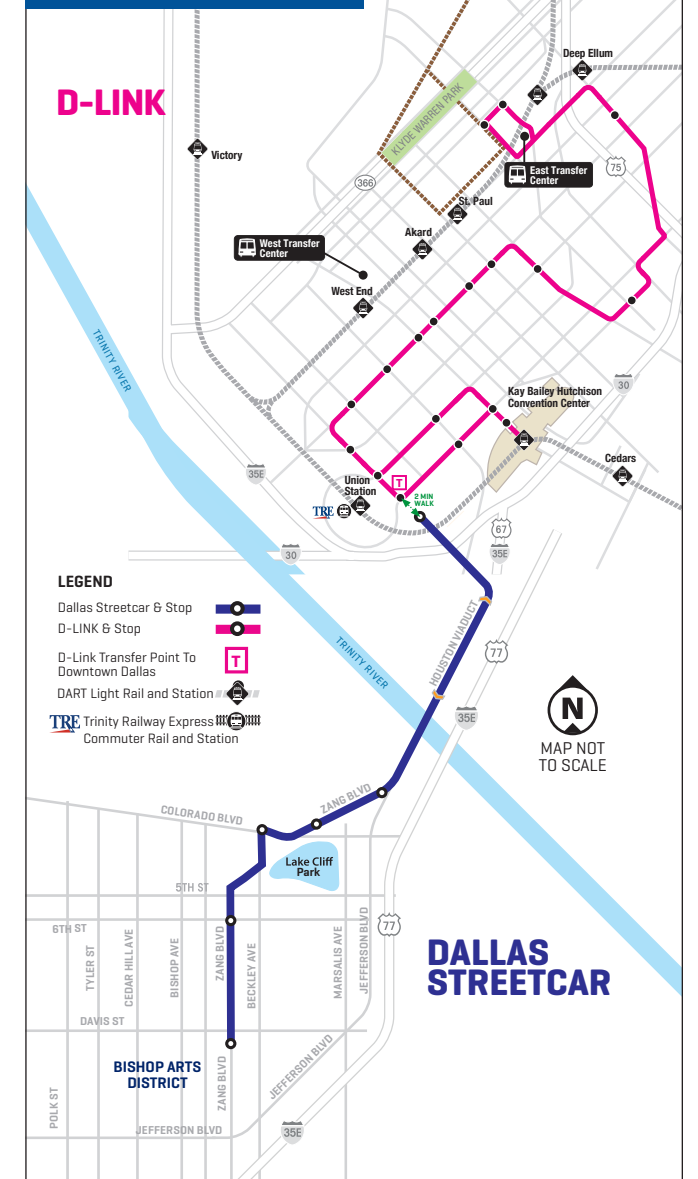 D-LINK
Deep Ellum
KLYDE WARREN PARK
Victory
East Transfer
Center
75
366
St. Paul
Akard
West Transfer
Center
West End
TRINITY RIVER
30
Kay Bailey Hutchison
Convention Center
Cedars
35E
Union
Station
T
2 MIN
WALK
TRE
67
35E
30
LEGEND
Dallas Streetcar & Stop
D-LINK & Stop
D-Link Transfer Point To
Downtown Dallas
T
DART Light Rail and Station
TRE Trinity Railway Express
Commuter Rail and Station
HOUSTON VIADUCT
77
TRINITY RIVER
35E
N
MAP NOT
TO SCALE
ZANG BLVD
COLORADO BLVD
Lake Cliff
Park
5TH ST
6TH ST
TYLER ST
CEDAR HILL AVE
BISHOP AVE
ZANG BLVD
BECKLEY AVE
MARSALIS AVE
JEFFERSON BLVD
77
DALLAS
STREETCAR
DAVIS ST
BISHOP ARTS
DISTRICT
POLK ST
ZANG BLVD
JEFFERSON BLVD
JEFFERSON BLVD
35E